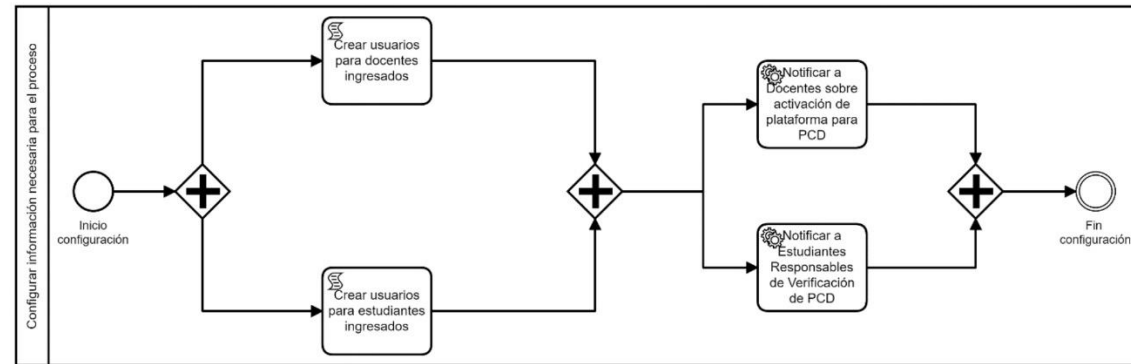 Configurar información necesaria para el proceso
Inicio
configuración
Crear usuarios
para docentes
ingresados
Crear usuarios
para estudiantes
ingresados
Notificar a
Docentes sobre
activación de
plataforma para
PCD
Notificar a
Estudiantes
Responsables
de Verificación
de PCD
Fin
configuración